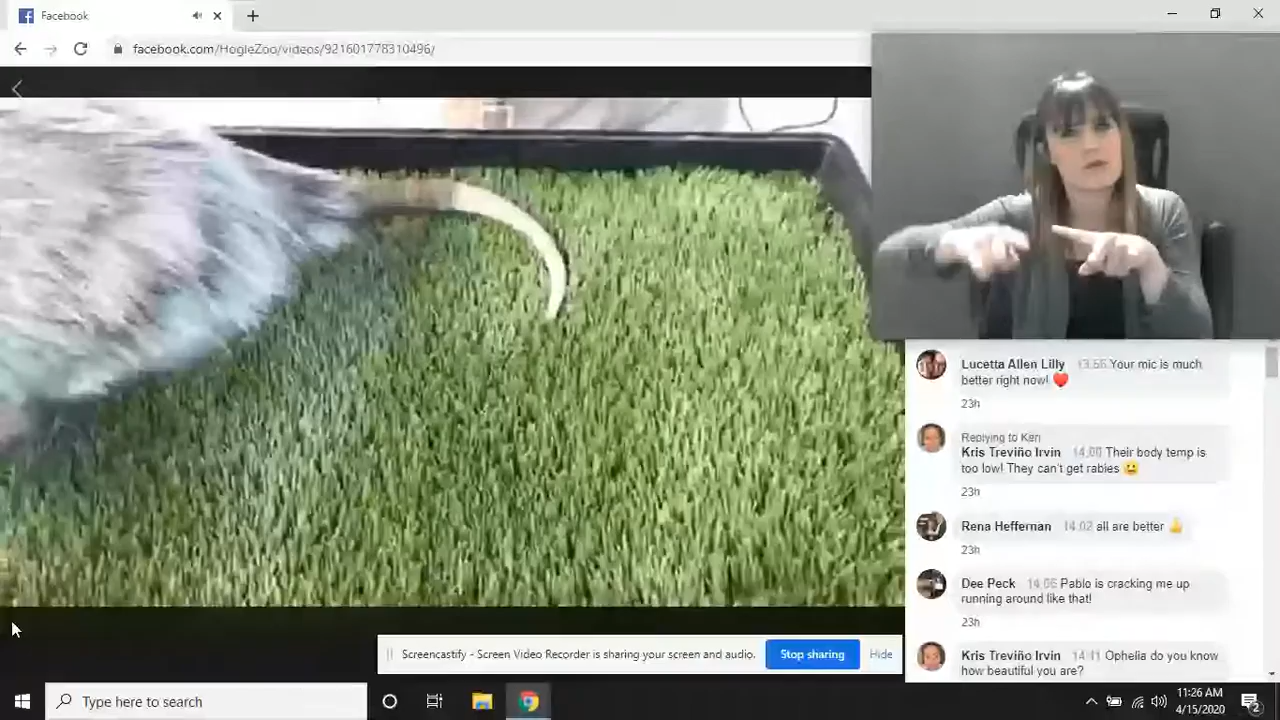 Facebook
facebook.com/HogleZoo/videos/921601778310496/
Lucetta Allen Lilly 13:55 Your mic is much
better right now!
23h
Replying to Keri
Kris Treviño Irvin 14:00 Their body temp is
too low! They can't get rabies
23h
Rena Heffernan 14:02 all are better
23h
Dee Peck 14:06 Pablo is cracking me up
running around like that!
23h
Kris Treviño Irvin 14:11 Ophelia do you know
how beautiful you are?
Screencastify - Screen Video Recorder is sharing your screen and audio.
Stop sharing
Hide
Type here to search
11:26 AM
4/15/2020
2